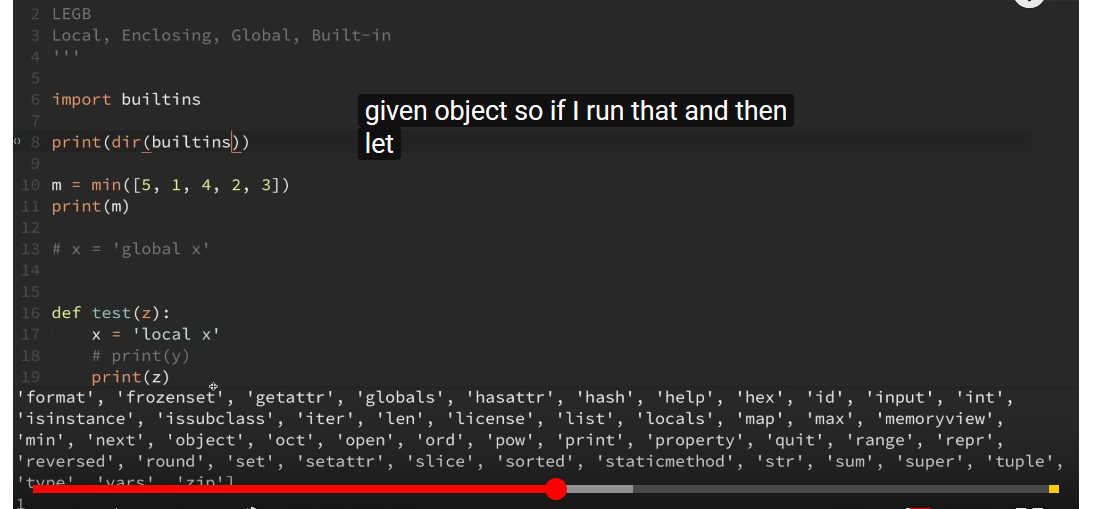 2 LEGB
3 Local, Enclosing, Global, Built-in
4 '''
5
6 import builtins
7
8 print(dir(builtins))
9
10 m = min([5, 1, 4, 2, 3])
11 print(m)
12
13 # x = 'global x'
14
15
16 def test(z):
17     x = 'local x'
18     # print(y)
19     print(z)
given object so if I run that and then
let
'format', 'frozenset', 'getattr', 'globals', 'hasattr', 'hash', 'help', 'hex', 'id', 'input', 'int',
'isinstance', 'issubclass', 'iter', 'len', 'license', 'list', 'locals', 'map', 'max', 'memoryview',
'min', 'next', 'object', 'oct', 'open', 'ord', 'pow', 'print', 'property', 'quit', 'range', 'repr',
'reversed', 'round', 'set', 'setattr', 'slice', 'sorted', 'staticmethod', 'str', 'sum', 'super', 'tuple',
'type', 'vars', 'zip']
1